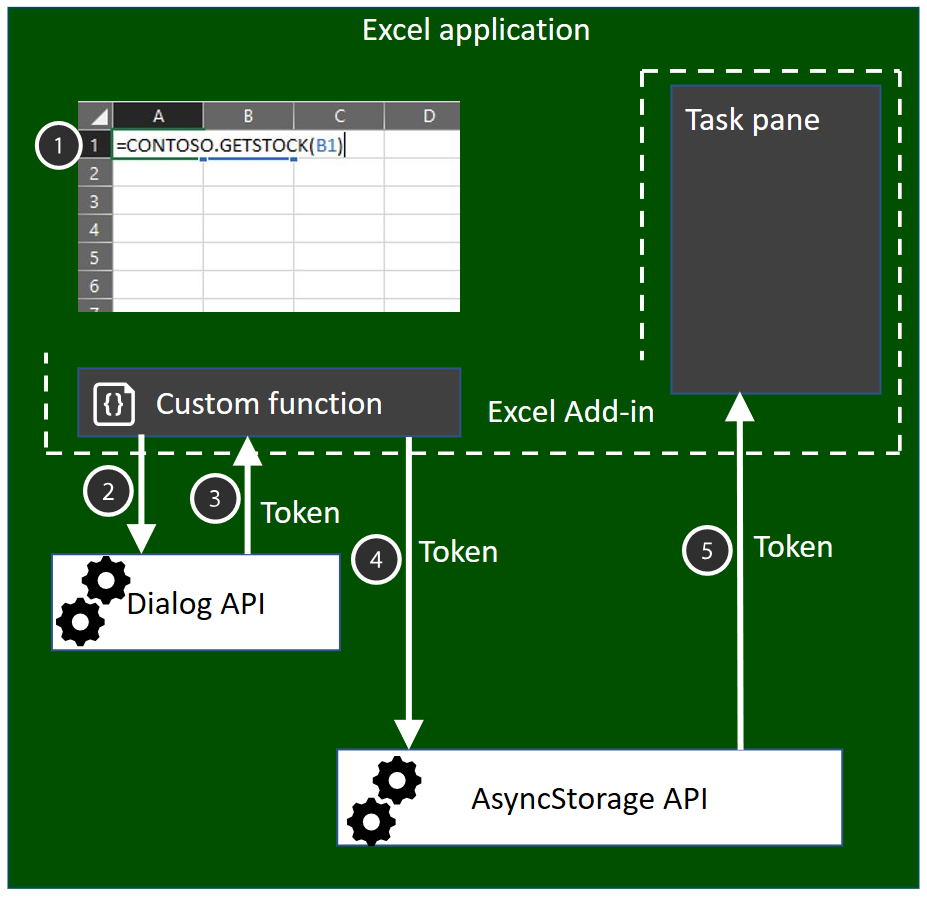 Excel application
Task pane
A B C D
1 1 =CONTOSO.GETSTOCK(B1)
2
3
4
5
6
7
{} Custom function
Excel Add-in
2
3
Token
4
Token
5
Token
Dialog API
AsyncStorage API